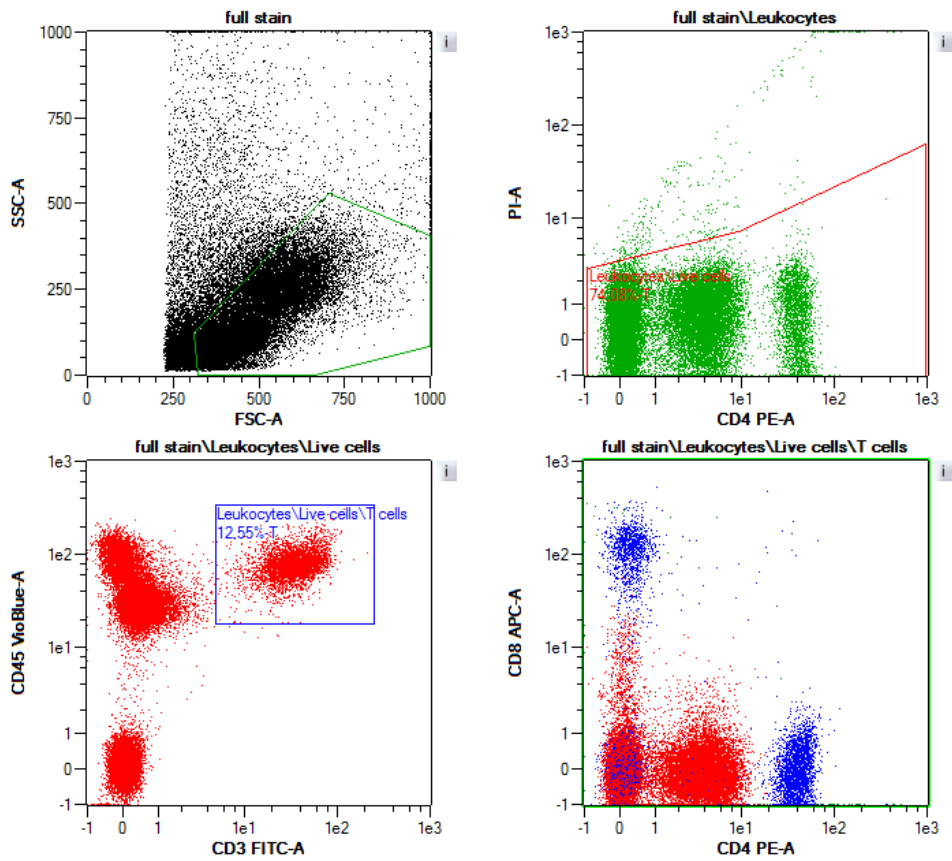 full stain
1000
750
500
250
0
SSC-A
0
250
500
750
1000
FSC-A
i
full stain\Leukocytes
1e3
1e2
1e1
1
0
-1
PI-A
Leukocytes\Live cells
74.08%-T
-1
0
1
1e1
1e2
1e3
CD4 PE-A
i
full stain\Leukocytes\Live cells
1e3
1e2
1e1
1
0
-1
CD45 VioBlue-A
Leukocytes\Live cells\T cells
12.55%-T
-1
0
1
1e1
1e2
1e3
CD3 FITC-A
i
full stain\Leukocytes\Live cells\T cells
1e3
1e2
1e1
1
0
-1
CD8 APC-A
-1
0
1
1e1
1e2
1e3
CD4 PE-A
i